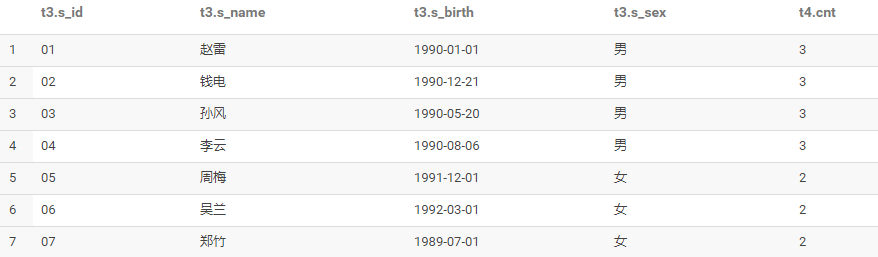 t3.s_id t3.s_name t3.s_birth t3.s_sex t4.cnt
1 01 赵雷 1990-01-01 男 3
2 02 钱电 1990-12-21 男 3
3 03 孙风 1990-05-20 男 3
4 04 李云 1990-08-06 男 3
5 05 周梅 1991-12-01 女 2
6 06 吴兰 1992-03-01 女 2
7 07 郑竹 1989-07-01 女 2